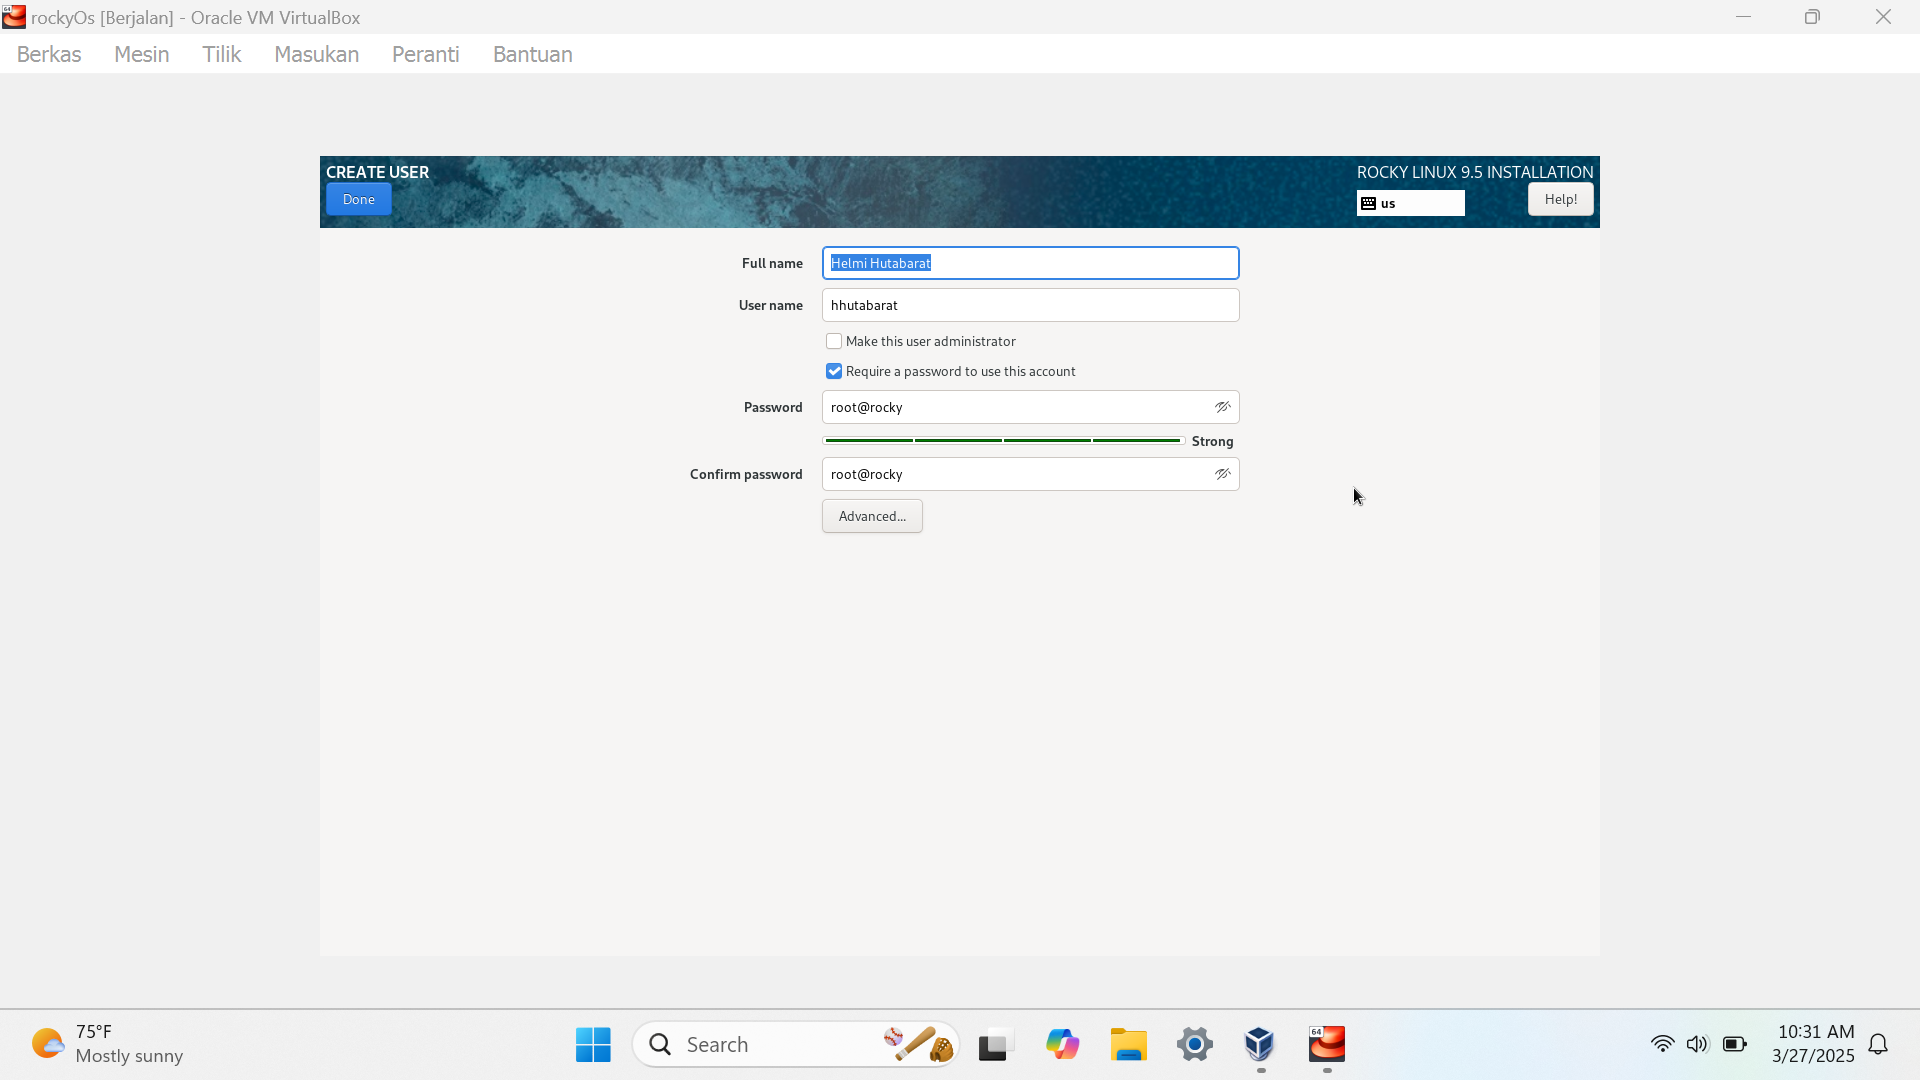 rockyOs [Berjalan] - Oracle VM VirtualBox
Berkas Mesin Tilik Masukan Peranti Bantuan
CREATE USER
ROCKY LINUX 9.5 INSTALLATION
Done
us
Help!
Full name
Helmi Hutabarat
User name
hhutabarat
Make this user administrator
Require a password to use this account
Password
root@rocky
Strong
Confirm password
root@rocky
Advanced...
75°F
Mostly sunny
Search
64
10:31 AM
3/27/2025